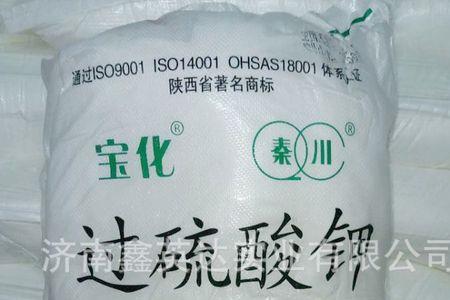 通过ISO9001 ISO14001 OHSAS18001 体系认证
陕西省著名商标
宝化® 秦川®
过硫酸钾
济南鑫英达实业有限公司